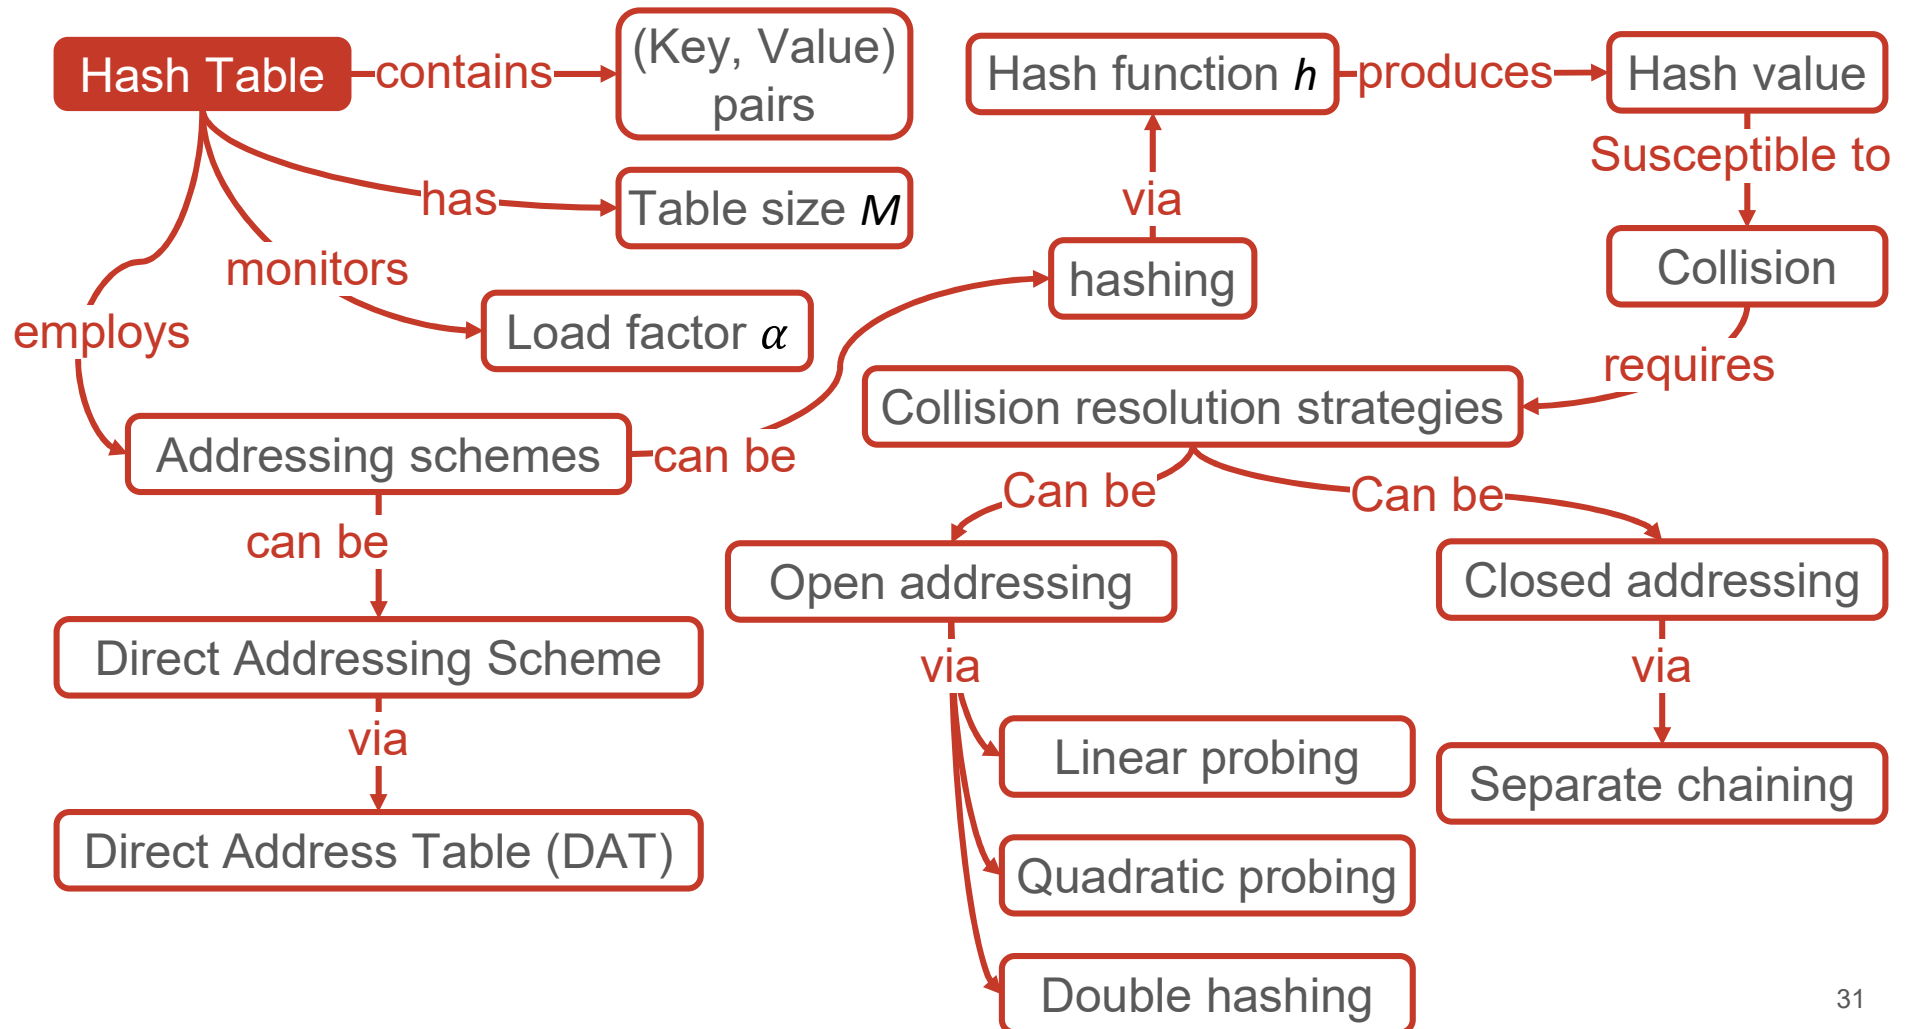 Hash Table
contains
(Key, Value)
pairs
has
Table size M
monitors
Load factor α
employs
Addressing schemes
can be
Direct Addressing Scheme
via
Direct Address Table (DAT)
can be
hashing
via
Hash function h
produces
Hash value
Susceptible to
Collision
requires
Collision resolution strategies
Can be
Open addressing
via
Linear probing
Quadratic probing
Double hashing
Can be
Closed addressing
via
Separate chaining
31